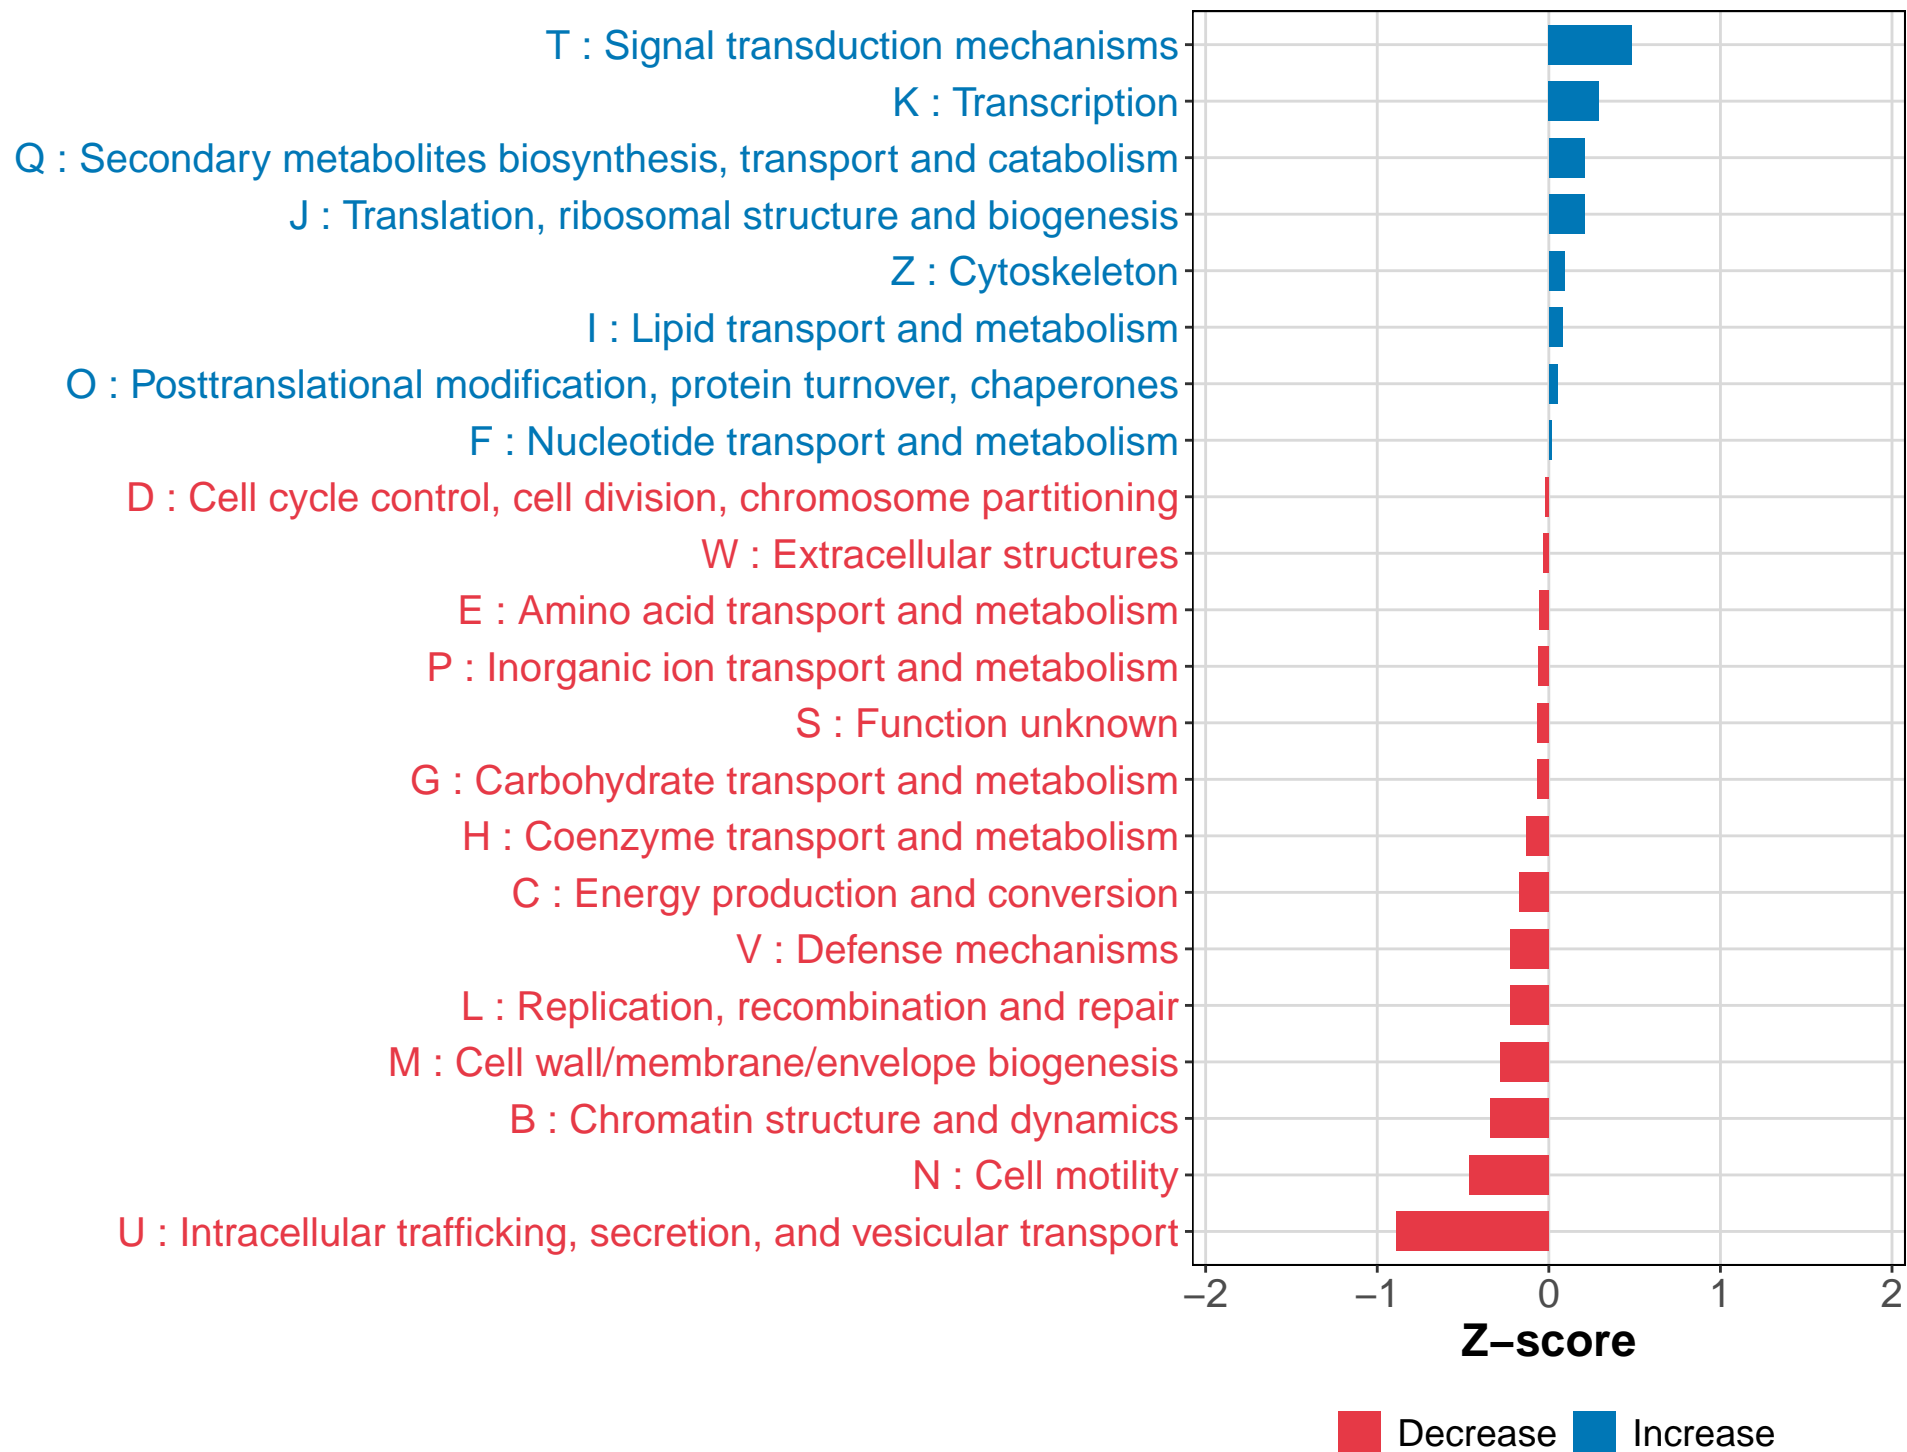 T : Signal transduction mechanisms
K : Transcription
Q : Secondary metabolites biosynthesis, transport and catabolism
J : Translation, ribosomal structure and biogenesis
Z : Cytoskeleton
I : Lipid transport and metabolism
O : Posttranslational modification, protein turnover, chaperones
F : Nucleotide transport and metabolism
D : Cell cycle control, cell division, chromosome partitioning
W : Extracellular structures
E : Amino acid transport and metabolism
P : Inorganic ion transport and metabolism
S : Function unknown
G : Carbohydrate transport and metabolism
H : Coenzyme transport and metabolism
C : Energy production and conversion
V : Defense mechanisms
L : Replication, recombination and repair
M : Cell wall/membrane/envelope biogenesis
B : Chromatin structure and dynamics
N : Cell motility
U : Intracellular trafficking, secretion, and vesicular transport
−2 −1 0 1 2
Z−score
Decrease Increase